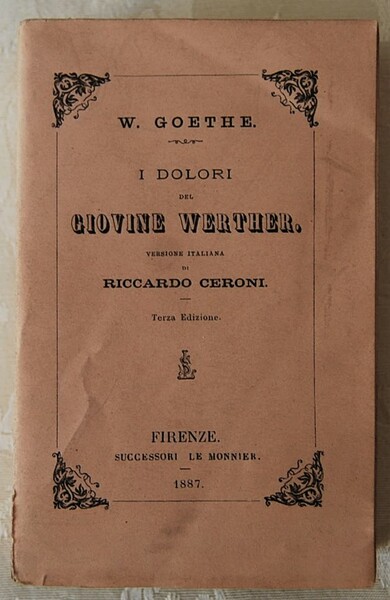 W. GOETHE.
I DOLORI
DEL
GIOVINE WERTHER.
VERSIONE ITALIANA
DI
RICCARDO CERONI.
Terza Edizione.
FIRENZE.
SUCCESSORI LE MONNIER.
1887.